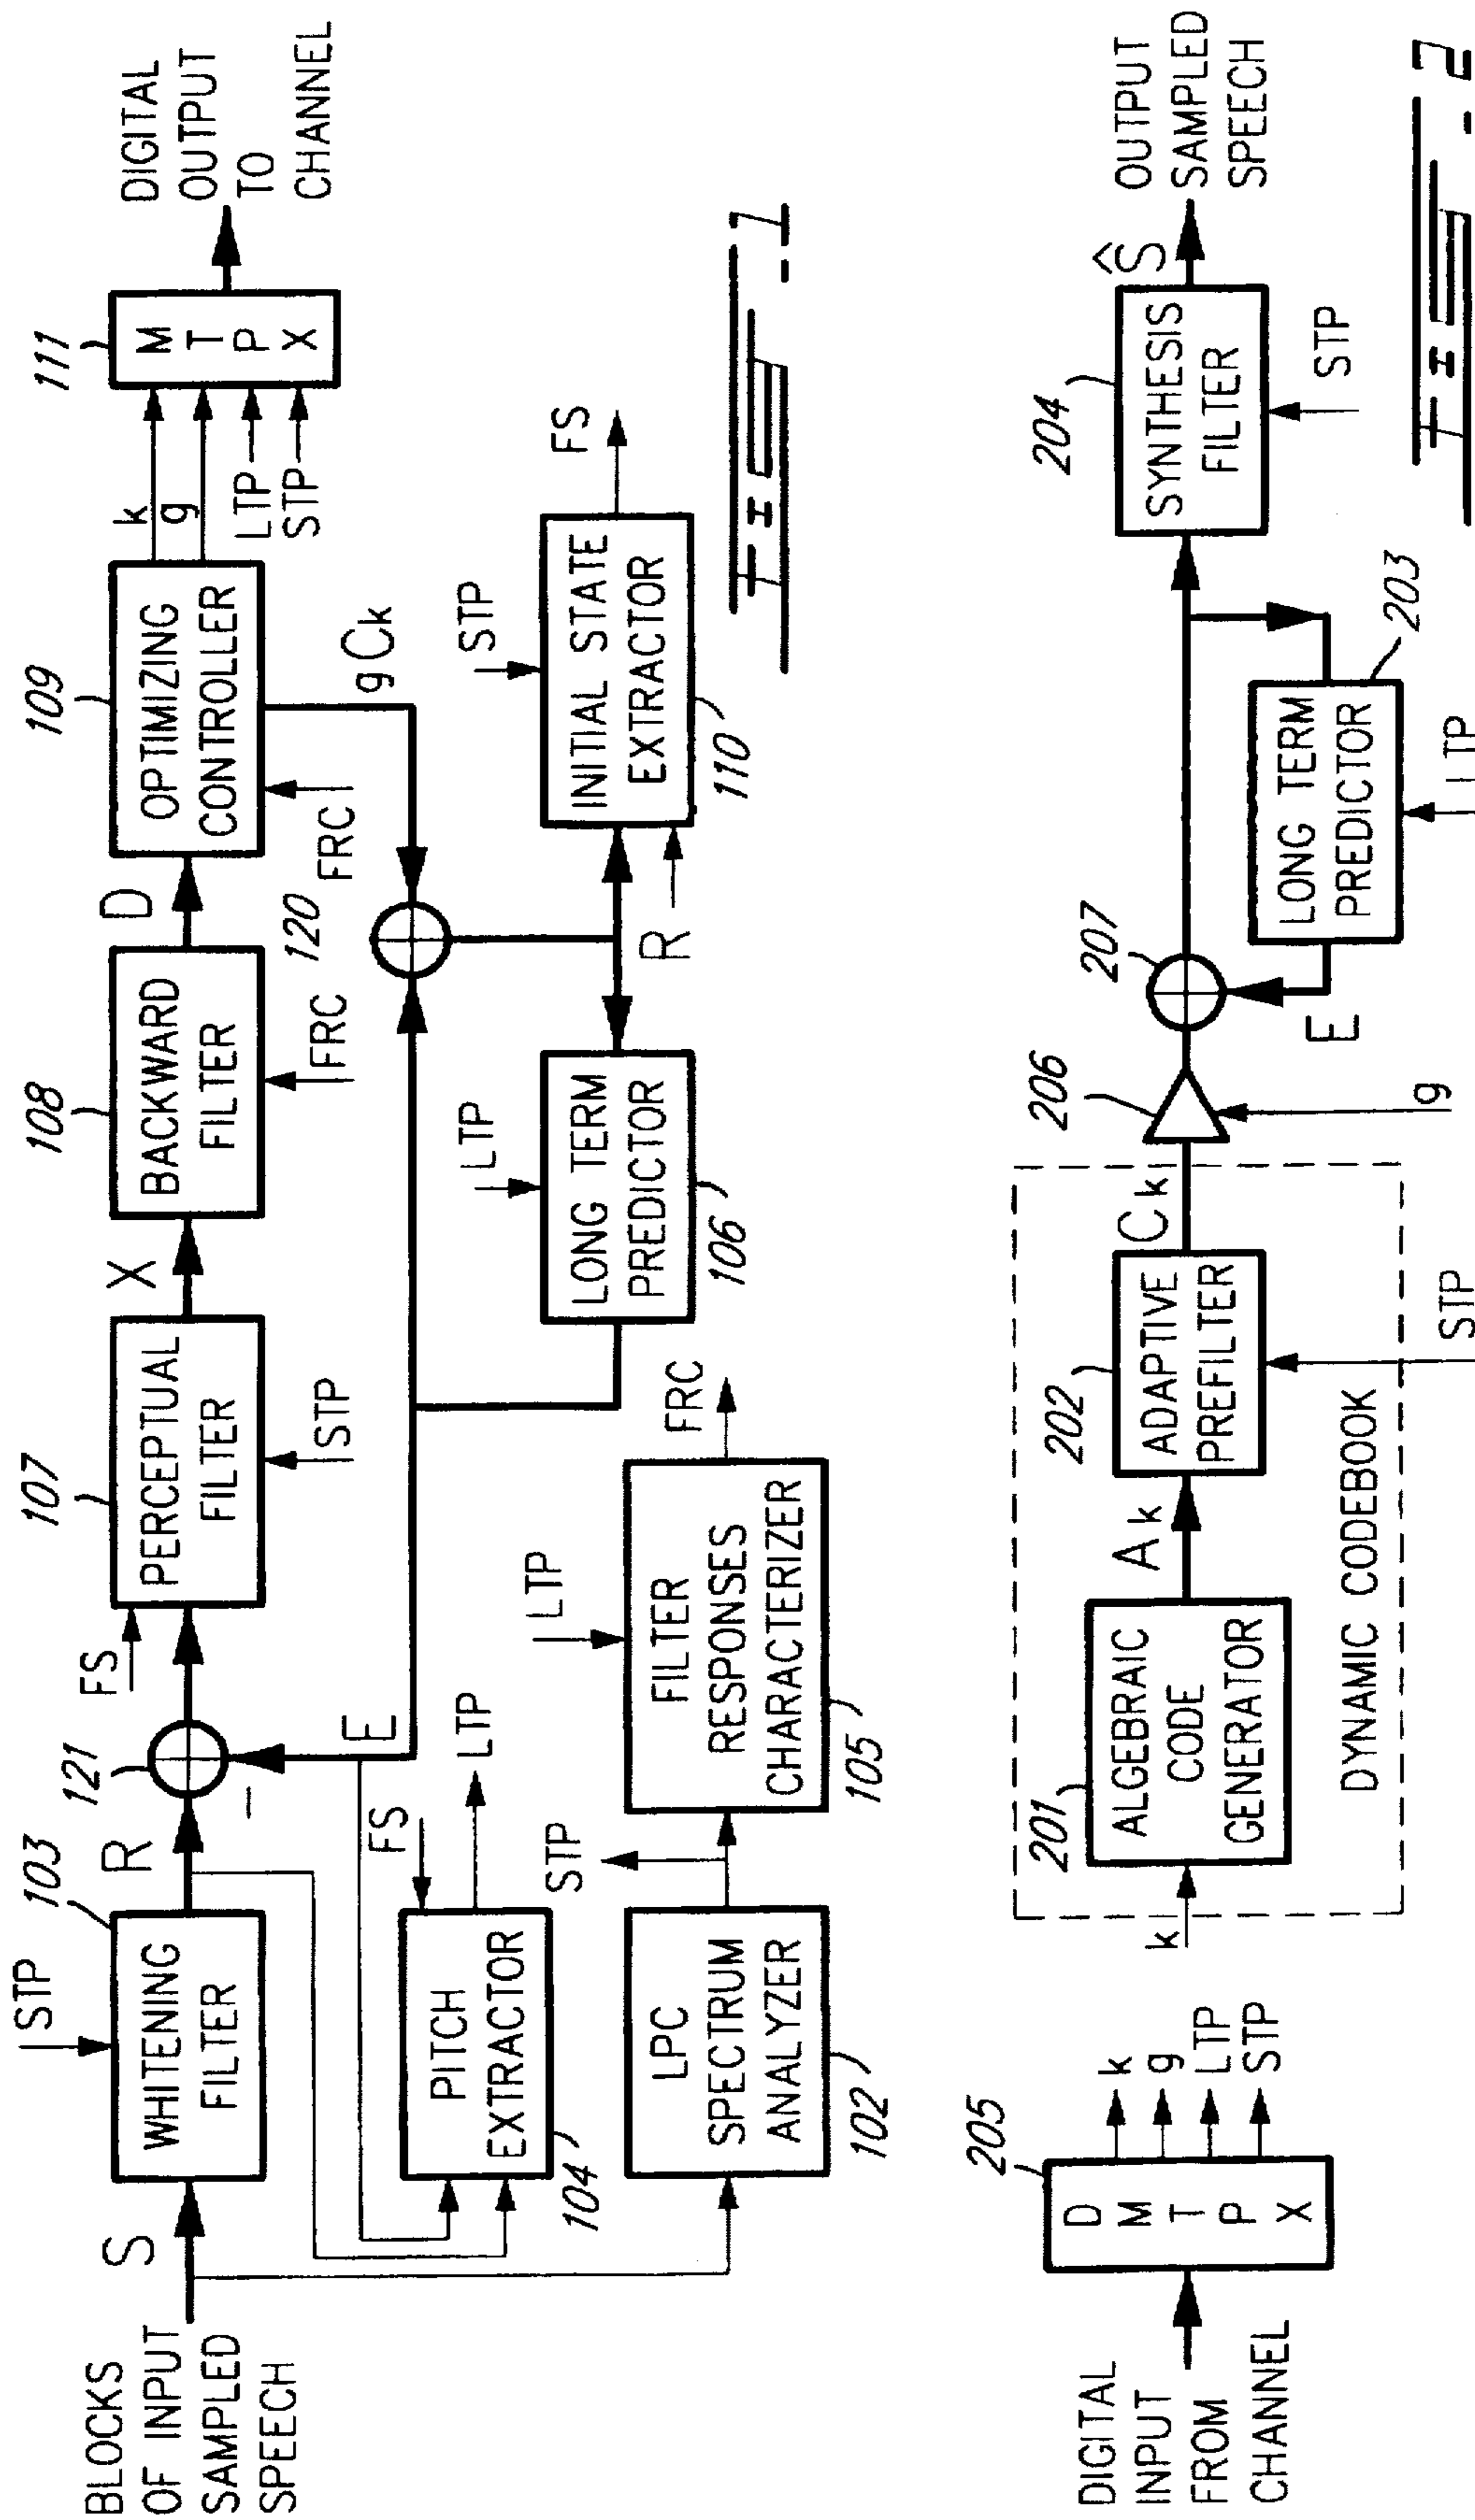 BLOCKS
OF INPUT
SAMPLED
SPEECH
S
STP
WHITENING
FILTER
103
R
121
-
FS
PERCEPTUAL
FILTER
107
STP
X
BACKWARD
FILTER
108
FRC
D
OPTIMIZING
CONTROLLER
109
FRC
k
g
LTP
STP
M
T
P
X
111
DIGITAL
OUTPUT
TO
CHANNEL
E
120
gCk
PITCH
EXTRACTOR
104
FS
LTP
LTP
LONG TERM
PREDICTOR
106
R
STP
INITIAL STATE
EXTRACTOR
110
FS
LPC
SPECTRUM
ANALYZER
102
STP
LTP
FILTER
RESPONSES
CHARACTERIZER
105
FRC
FIG-1
DIGITAL
INPUT
FROM
CHANNEL
D
M
T
P
X
205
k
g
LTP
STP
k
ALGEBRAIC
CODE
GENERATOR
201
Ak
ADAPTIVE
PREFILTER
202
STP
Ck
DYNAMIC CODEBOOK
206
g
207
E
LONG TERM
PREDICTOR
203
LTP
SYNTHESIS
FILTER
204
STP
Ŝ
OUTPUT
SAMPLED
SPEECH
FIG-2